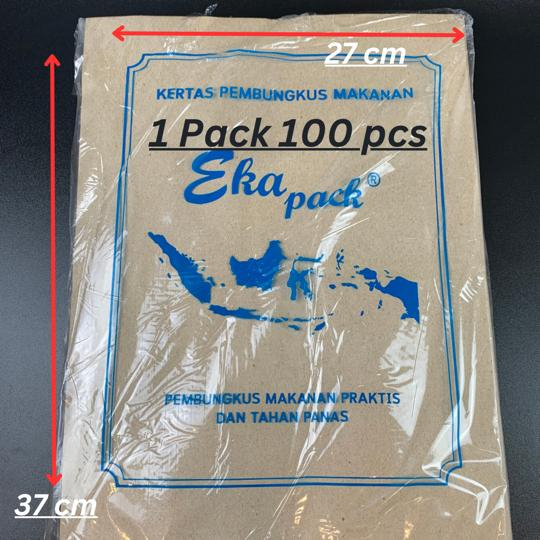 27 cm
KERTAS PEMBUNGKUS MAKANAN
1 Pack 100 pcs
Eka pack®
PEMBUNGKUS MAKANAN PRAKTIS
DAN TAHAN PANAS
37 cm